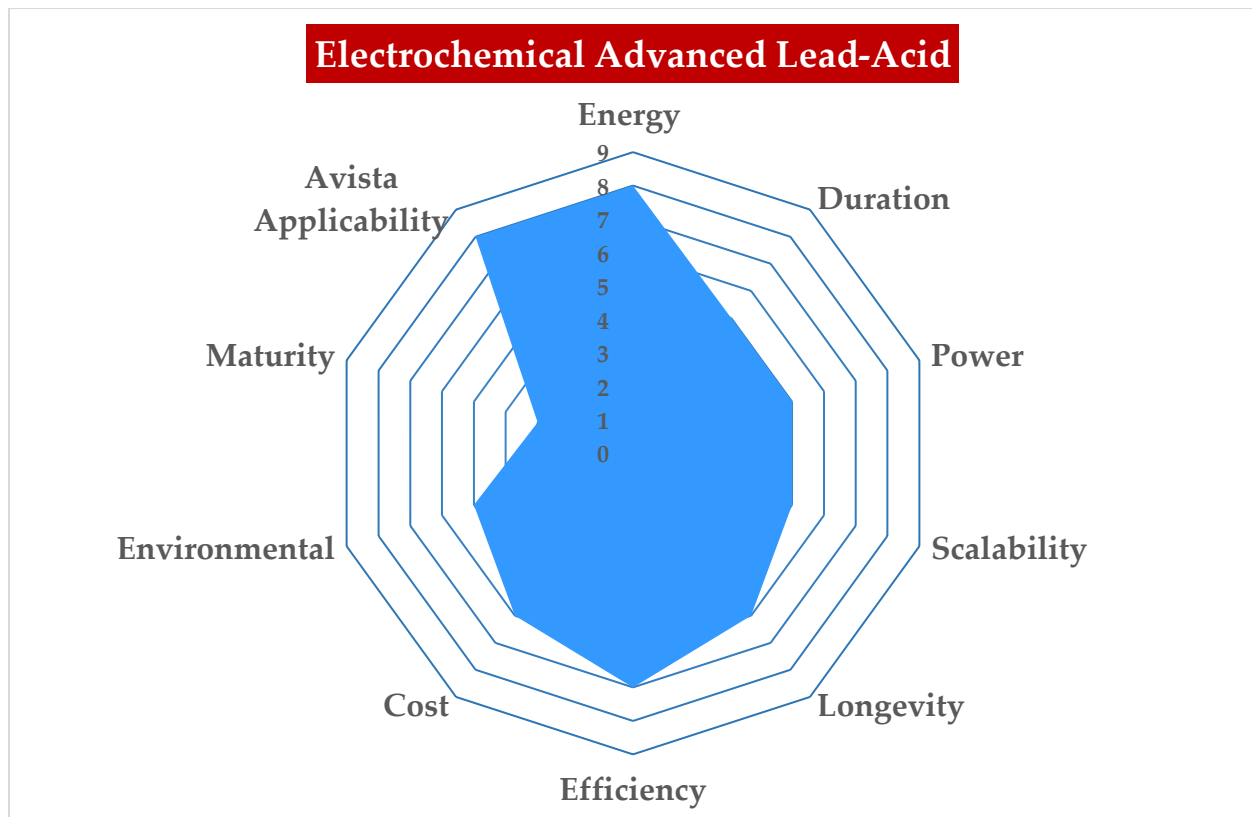 Electrochemical Advanced Lead-Acid
Energy
9
8
7
6
5
4
3
2
1
0
Duration
Power
Scalability
Longevity
Efficiency
Cost
Environmental
Maturity
Avista
Applicability